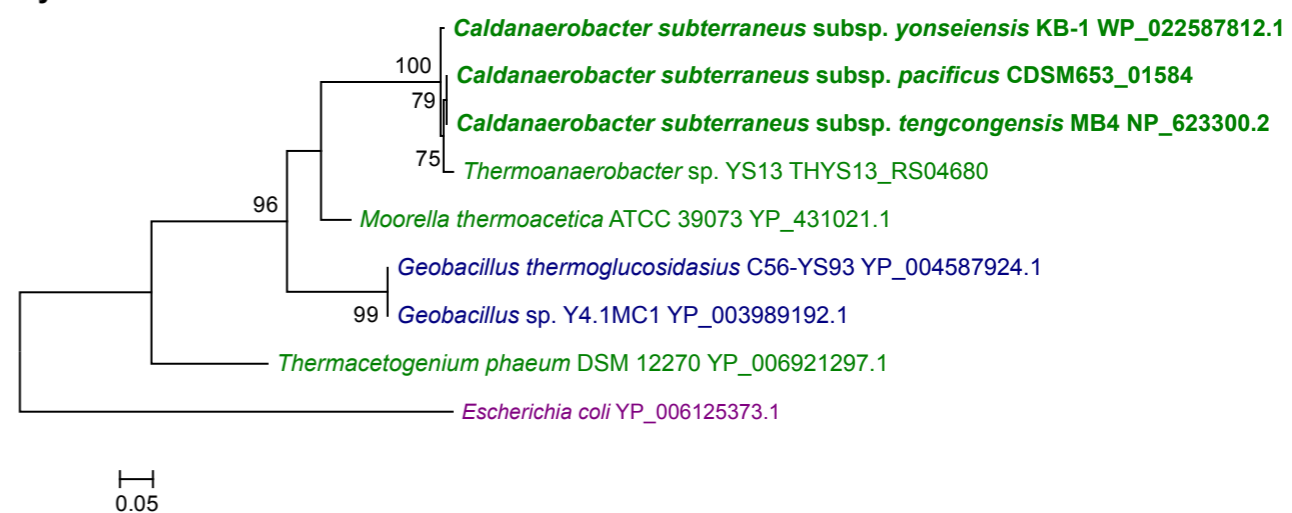 Caldanaerobacter subterraneus subsp. yonseiensis KB-1 WP_022587812.1
100
Caldanaerobacter subterraneus subsp. pacificus CDSM653_01584
79
Caldanaerobacter subterraneus subsp. tengcongensis MB4 NP_623300.2
75
Thermoanaerobacter sp. YS13 THYS13_RS04680
96
Moorella thermoacetica ATCC 39073 YP_431021.1
Geobacillus thermoglucosidasius C56-YS93 YP_004587924.1
99
Geobacillus sp. Y4.1MC1 YP_003989192.1
Thermacetogenium phaeum DSM 12270 YP_006921297.1
Escherichia coli YP_006125373.1
0.05